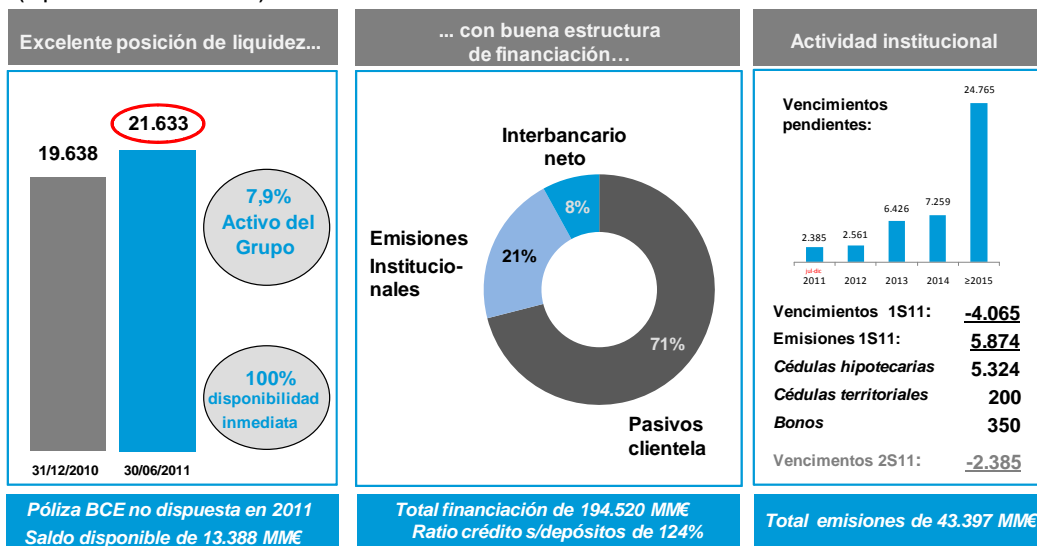 Excelente posición de liquidez...
21.633
19.638
7,9%
Activo del
Grupo
100%
disponibilidad
inmediata
31/12/2010
30/06/2011
Póliza BCE no dispuesta en 2011
Saldo disponible de 13.388 MM€
... con buena estructura
de financiación…
Interbancario
neto
8%
Emisiones
Institucio-
nales
21%
71%
Pasivos
clientela
Total financiación de 194.520 MM€
Ratio crédito s/depósitos de 124%
Actividad institucional
Vencimientos
pendientes:
24.765
7.259
6.426
2.385
2.561
jul-dic
2011 2012 2013 2014 ≥2015
Vencimientos 1S11: -4.065
Emisiones 1S11: 5.874
Cédulas hipotecarias 5.324
Cédulas territoriales 200
Bonos 350
Vencimentos 2S11: -2.385
Total emisiones de 43.397 MM€